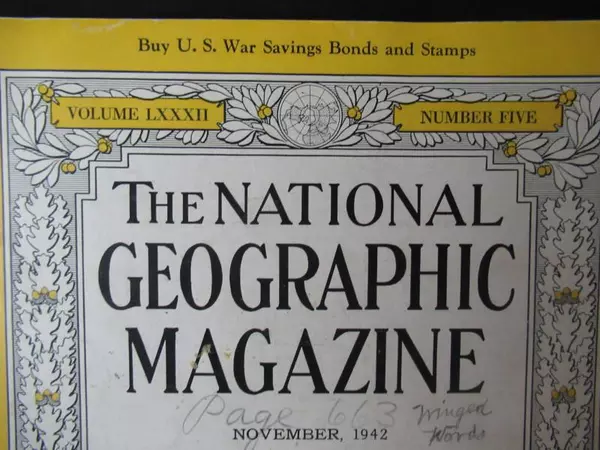 Buy U. S. War Savings Bonds and Stamps
VOLUME LXXXII
NUMBER FIVE
THE NATIONAL
GEOGRAPHIC
MAGAZINE
Page 663 Winged
Words
NOVEMBER, 1942